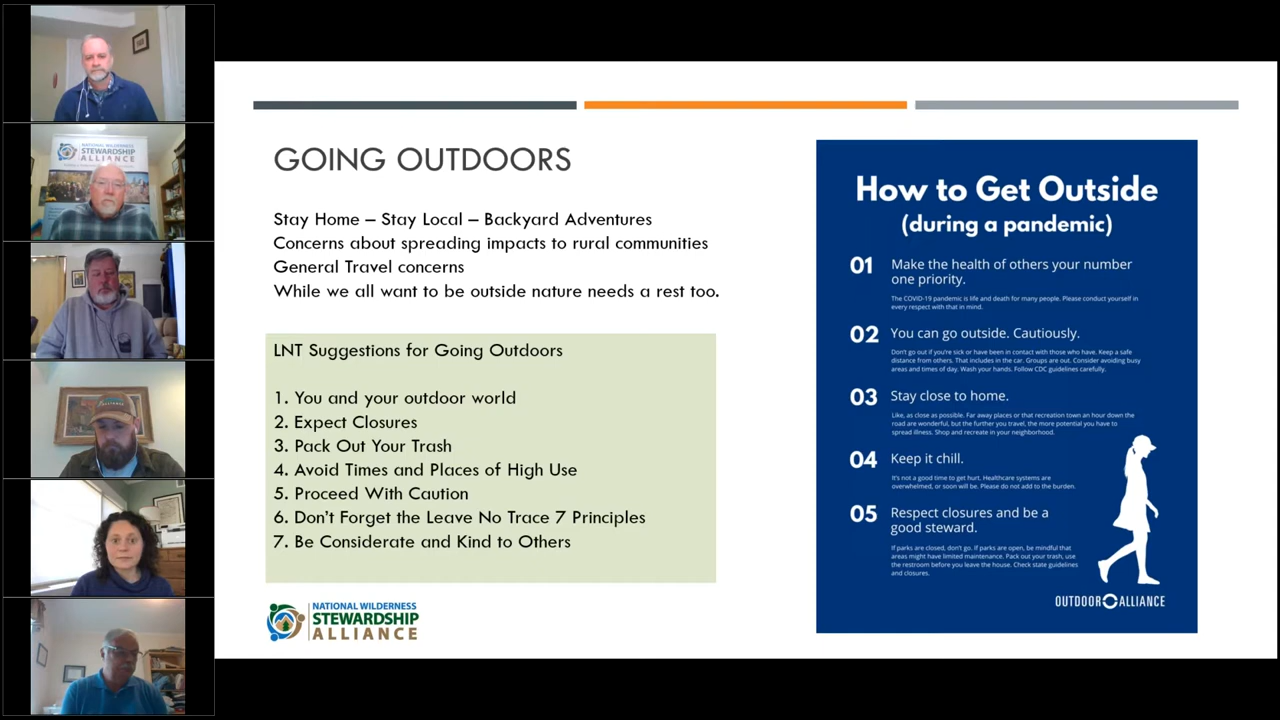 NATIONAL WILDERNESS
STEWARDSHIP
ALLIANCE
GOING OUTDOORS
Stay Home – Stay Local – Backyard Adventures
Concerns about spreading impacts to rural communities
General Travel concerns
While we all want to be outside nature needs a rest too.
LNT Suggestions for Going Outdoors
1. You and your outdoor world
2. Expect Closures
3. Pack Out Your Trash
4. Avoid Times and Places of High Use
5. Proceed With Caution
6. Don’t Forget the Leave No Trace 7 Principles
7. Be Considerate and Kind to Others
NATIONAL WILDERNESS
STEWARDSHIP
ALLIANCE
How to Get Outside
(during a pandemic)
01 Make the health of others your number
one priority.
The COVID-19 pandemic is life and death for many people. Please conduct yourself in
every respect with that in mind.
02 You can go outside. Cautiously.
Don't go out if you're sick or have been in contact with those who have. Keep a safe
distance from others. That includes in the car. Groups are out. Consider avoiding busy
areas and times of day. Wash your hands. Follow CDC guidelines carefully.
03 Stay close to home.
Like, as close as possible. Far away places or that recreation town an hour down the
road are wonderful, but the further you travel, the more potential you have to
spread illness. Shop and recreate in your neighborhood.
04 Keep it chill.
It's not a good time to get hurt. Healthcare systems are
overwhelmed, or soon will be. Please do not add to the burden.
05 Respect closures and be a
good steward.
If parks are closed, don't go. If parks are open, be mindful that
areas might have limited maintenance. Pack out your trash, use
the restroom before you leave the house. Check state guidelines
and closures.
OUTDOOR ALLIANCE